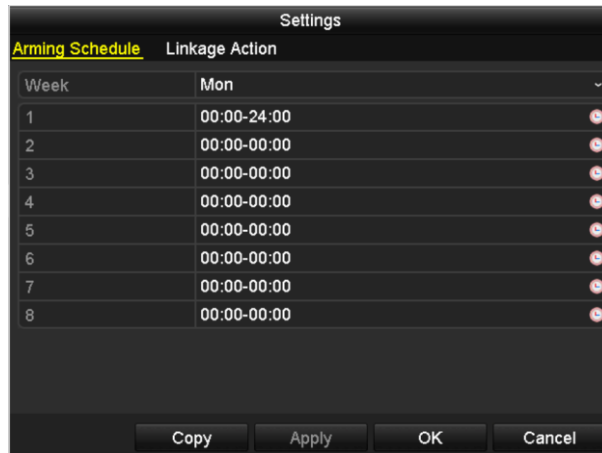 Settings
Arming Schedule Linkage Action
Week Mon
1 00:00-24:00
2 00:00-00:00
3 00:00-00:00
4 00:00-00:00
5 00:00-00:00
6 00:00-00:00
7 00:00-00:00
8 00:00-00:00
Copy Apply OK Cancel